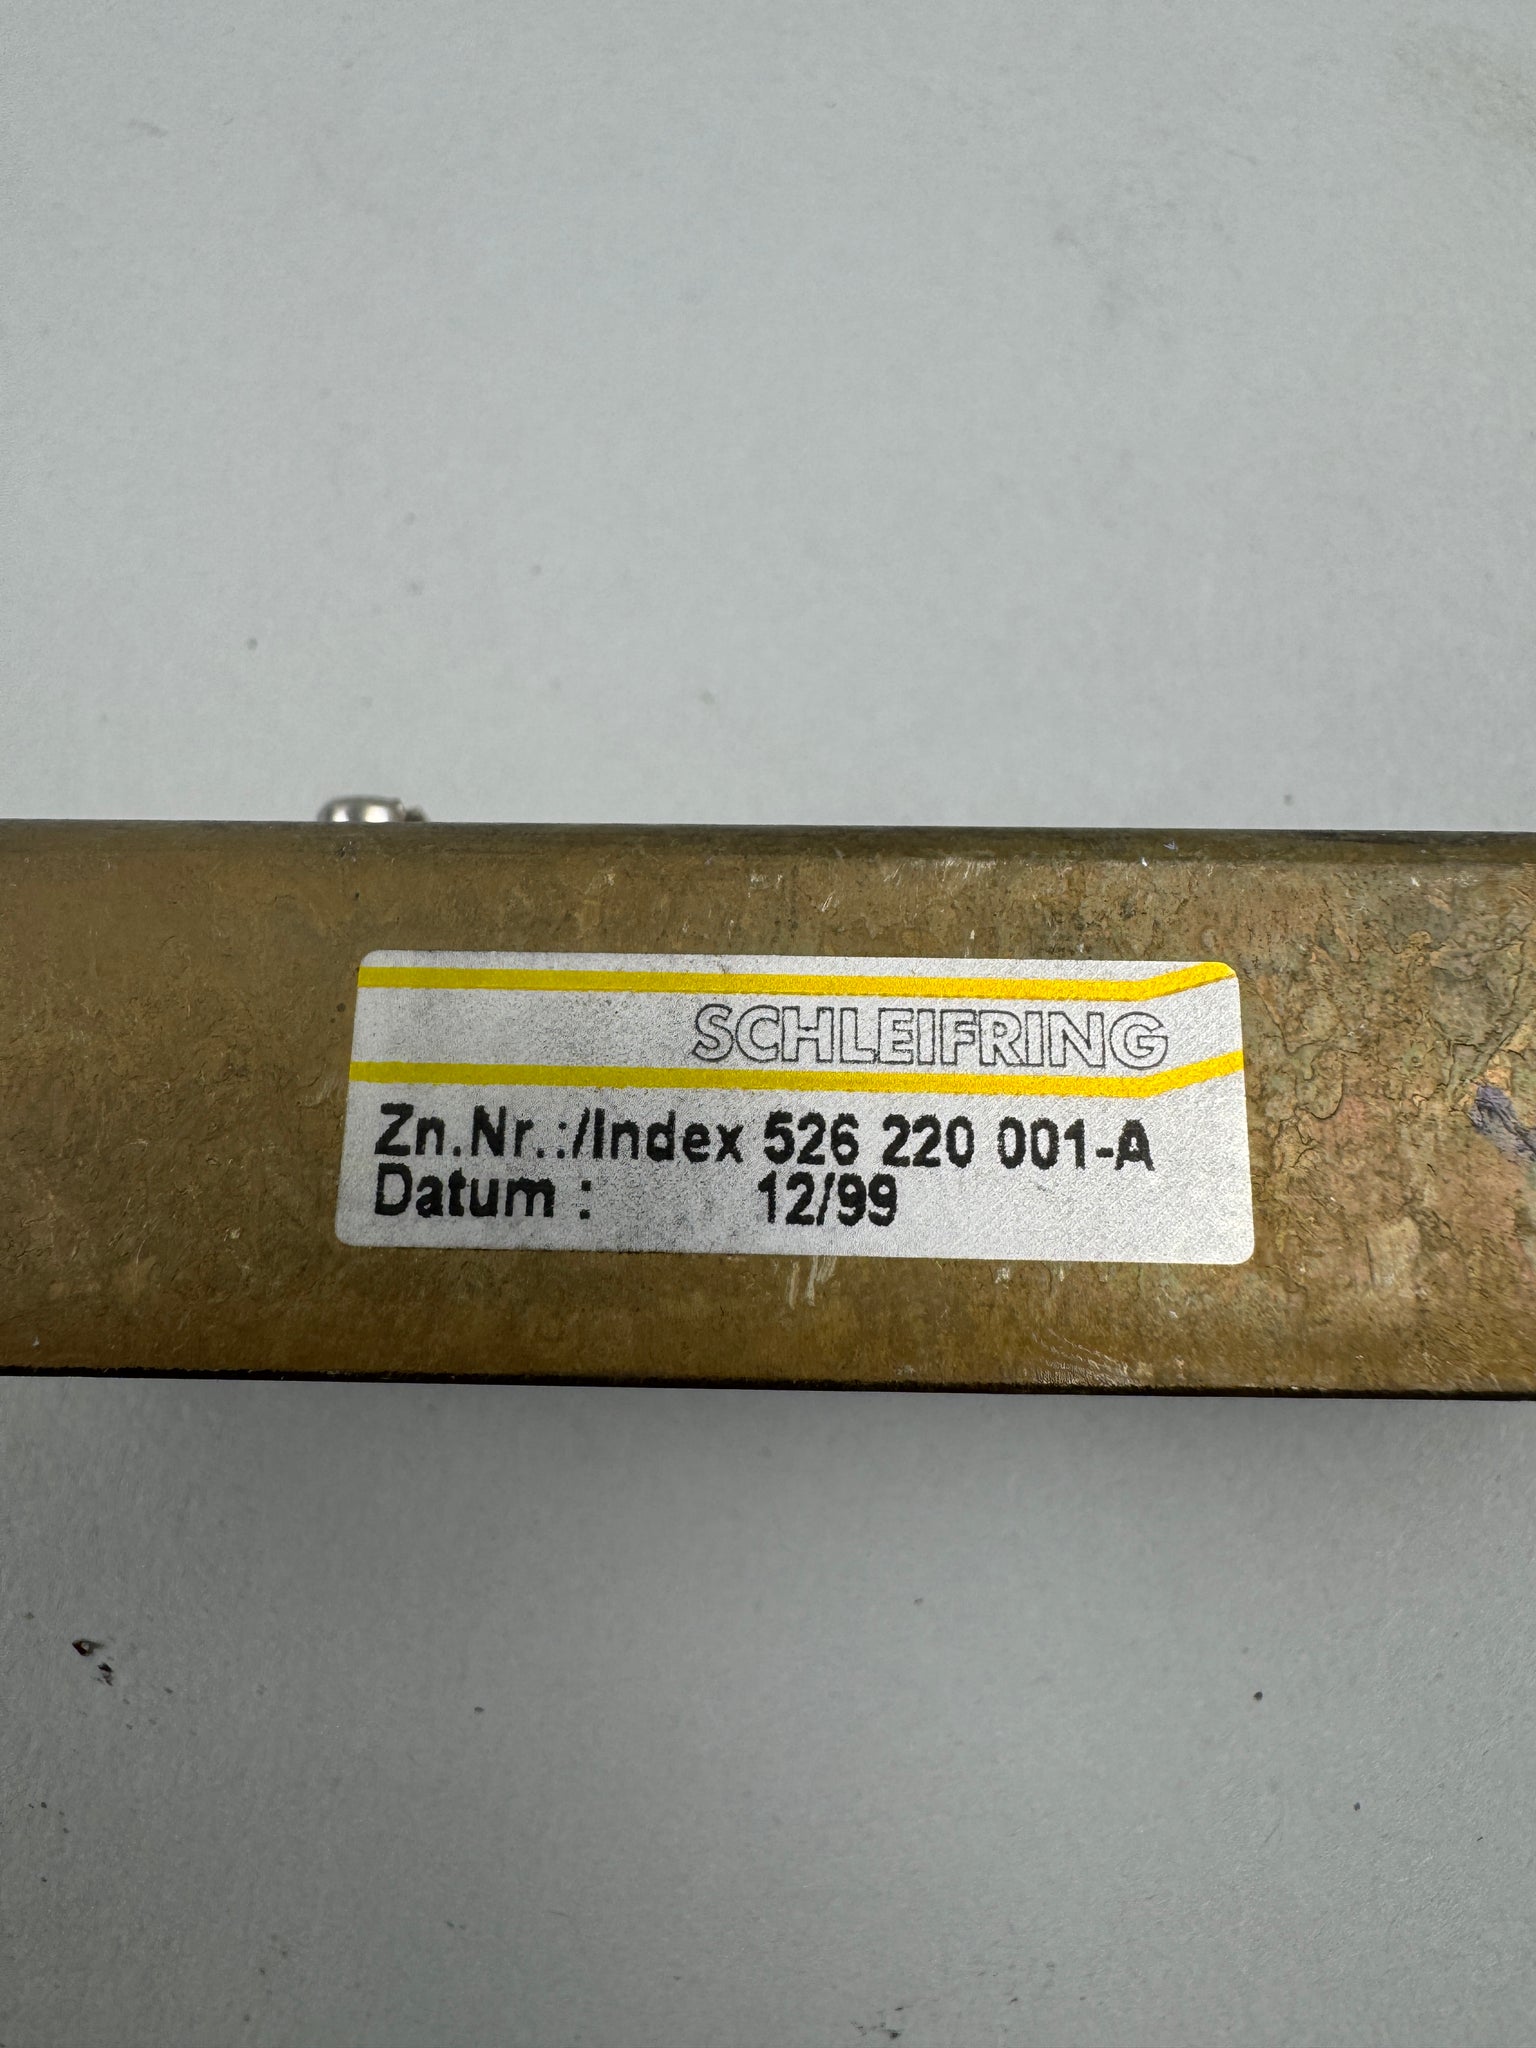 SCHLEIFRING
Zn.Nr.:/Index 526 220 001-A
Datum : 12/99